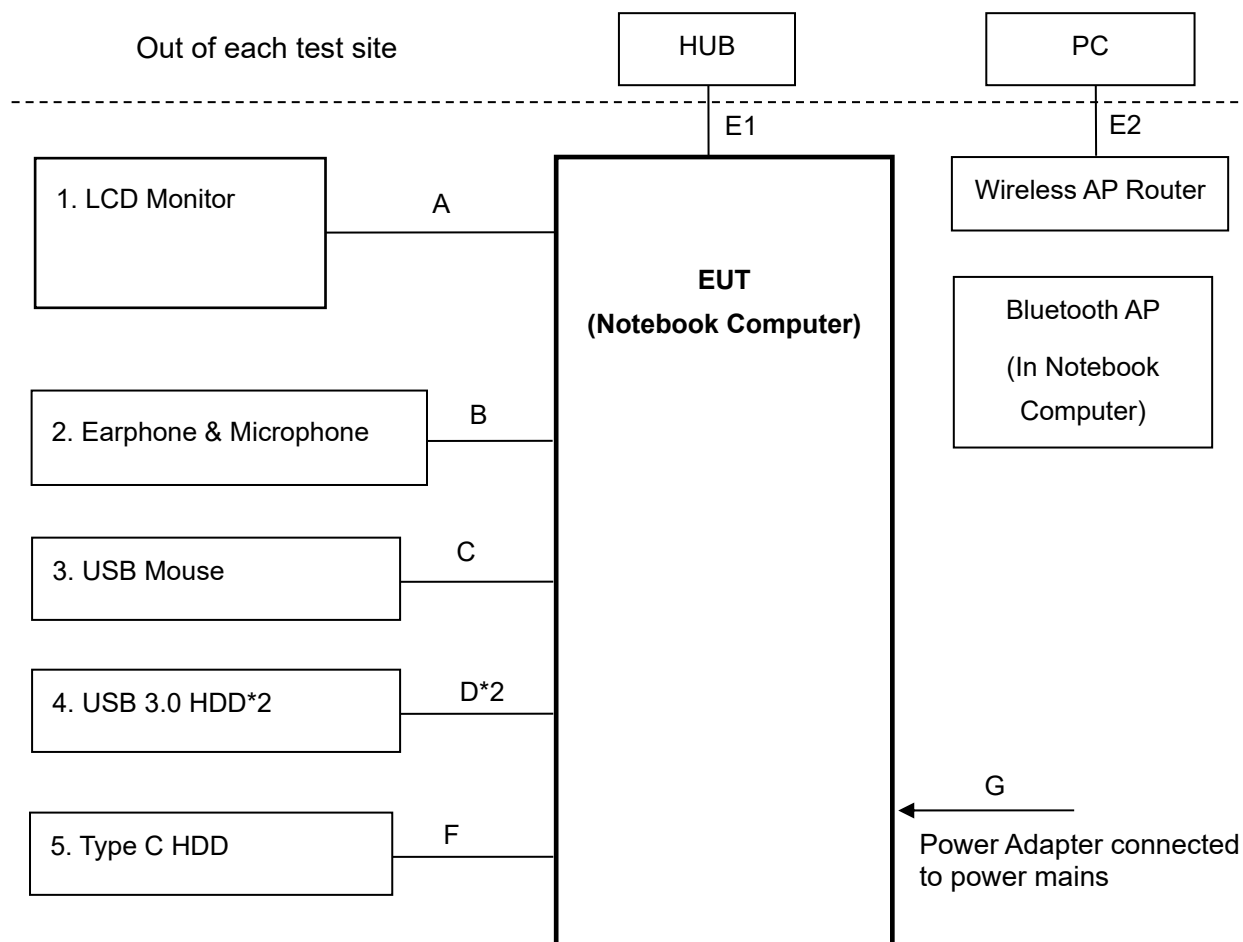 Out of each test site
HUB
PC
E1
E2
1. LCD Monitor
A
Wireless AP Router
EUT
(Notebook Computer)
Bluetooth AP
(In Notebook
Computer)
2. Earphone & Microphone
B
3. USB Mouse
C
4. USB 3.0 HDD*2
D*2
5. Type C HDD
F
G
Power Adapter connected
to power mains